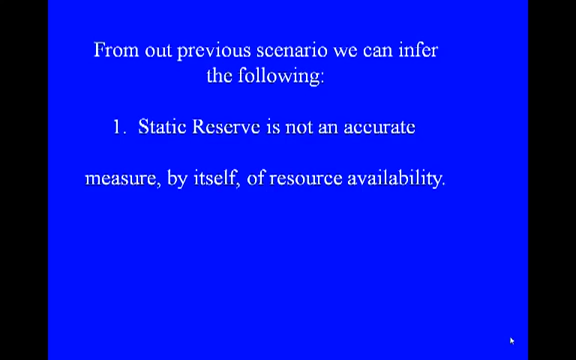 From out previous scenario we can infer
the following:
1. Static Reserve is not an accurate
measure, by itself, of resource availability.